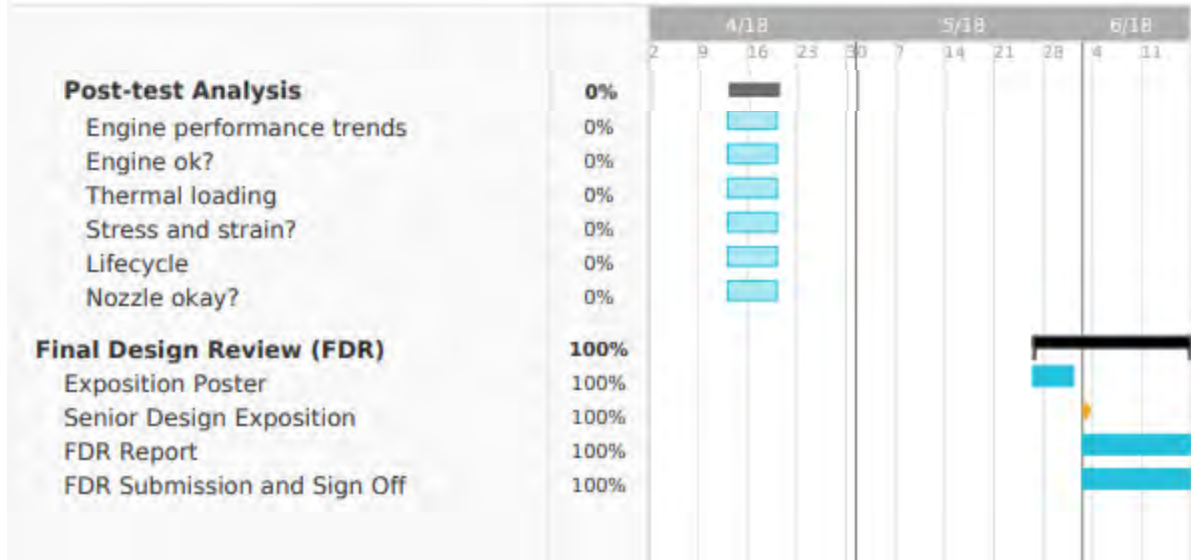 4/18 5/18 6/18
2 9 16 23 30 7 14 21 28 4 11
Post-test Analysis 0%
Engine performance trends 0%
Engine ok? 0%
Thermal loading 0%
Stress and strain? 0%
Lifecycle 0%
Nozzle okay? 0%
Final Design Review (FDR) 100%
Exposition Poster 100%
Senior Design Exposition 100%
FDR Report 100%
FDR Submission and Sign Off 100%